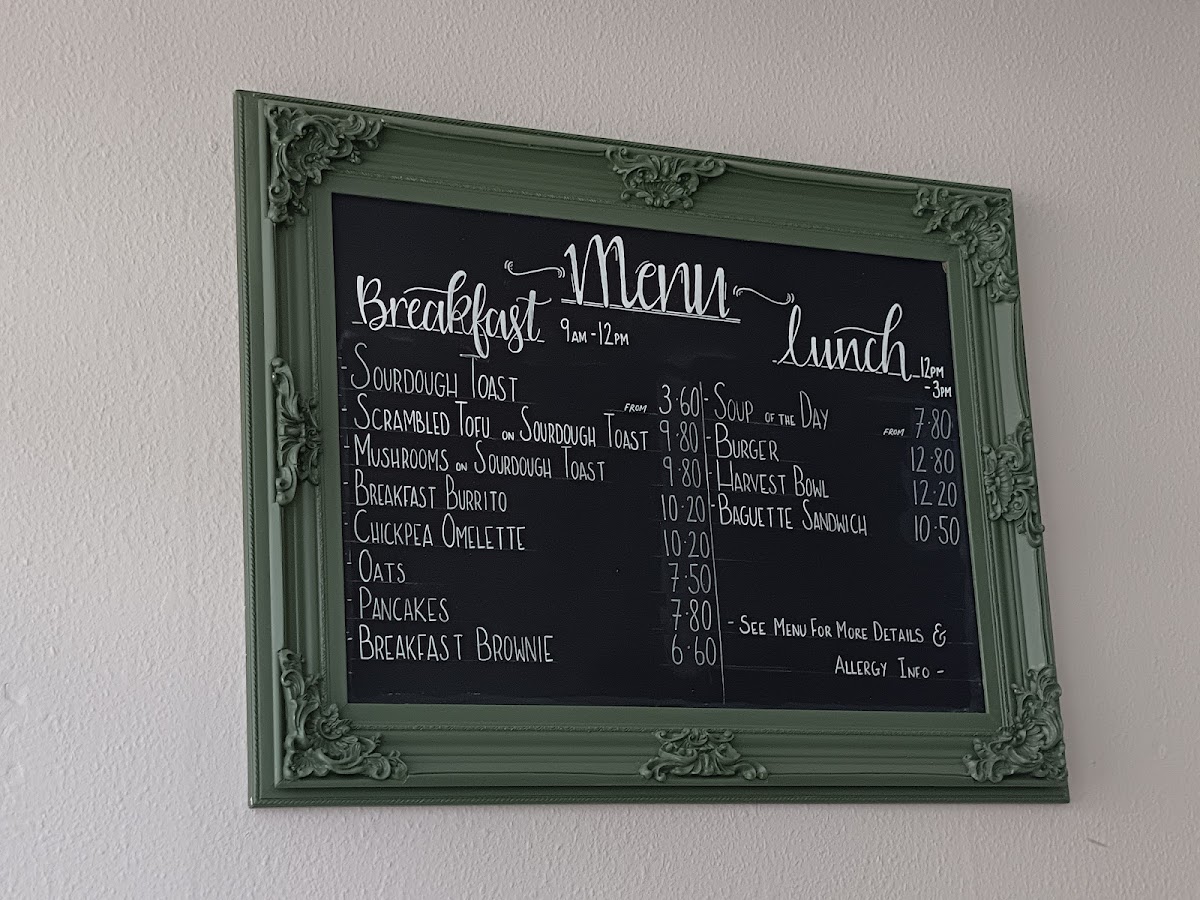 Menu
Breakfast 9AM-12PM
- SOURDOUGH TOAST FROM 3.60
- SCRAMBLED TOFU ON SOURDOUGH TOAST 9.80
- MUSHROOMS ON SOURDOUGH TOAST 9.80
- BREAKFAST BURRITO 10.20
- CHICKPEA OMELETTE 10.20
- OATS 7.50
- PANCAKES 7.80
- BREAKFAST BROWNIE 6.60
lunch 12PM
- 3PM
- SOUP OF THE DAY 7.80
- BURGER FROM 12.80
- HARVEST BOWL 12.20
- BAGUETTE SANDWICH 10.50
- SEE MENU FOR MORE DETAILS &
ALLERGY INFO -